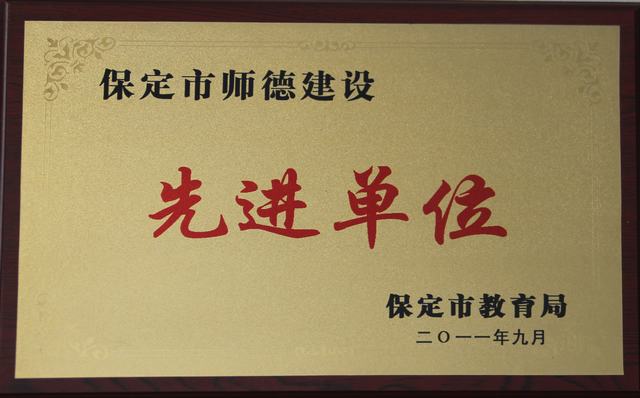 保定市师德建设
先进单位
保定市教育局
二〇一一年九月